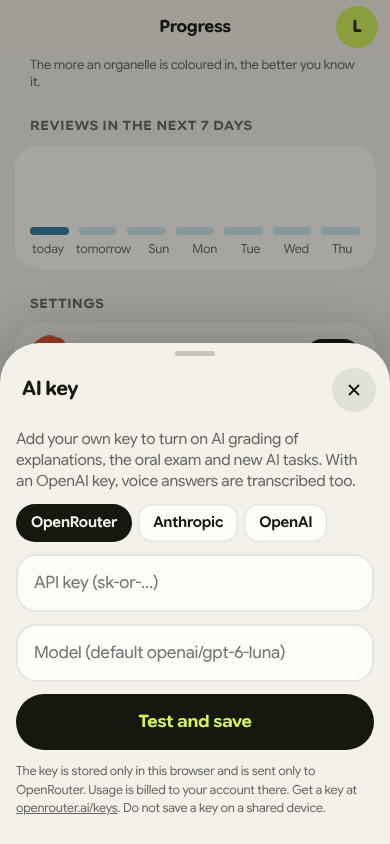 Progress
L
The more an organelle is coloured in, the better you know
it.
REVIEWS IN THE NEXT 7 DAYS
today tomorrow Sun Mon Tue Wed Thu
SETTINGS
AI key
Add your own key to turn on AI grading of
explanations, the oral exam and new AI tasks. With
an OpenAI key, voice answers are transcribed too.
OpenRouter Anthropic OpenAI
API key (sk-or-...)
Model (default openai/gpt-6-luna)
Test and save
The key is stored only in this browser and is sent only to
OpenRouter. Usage is billed to your account there. Get a key at
openrouter.ai/keys. Do not save a key on a shared device.